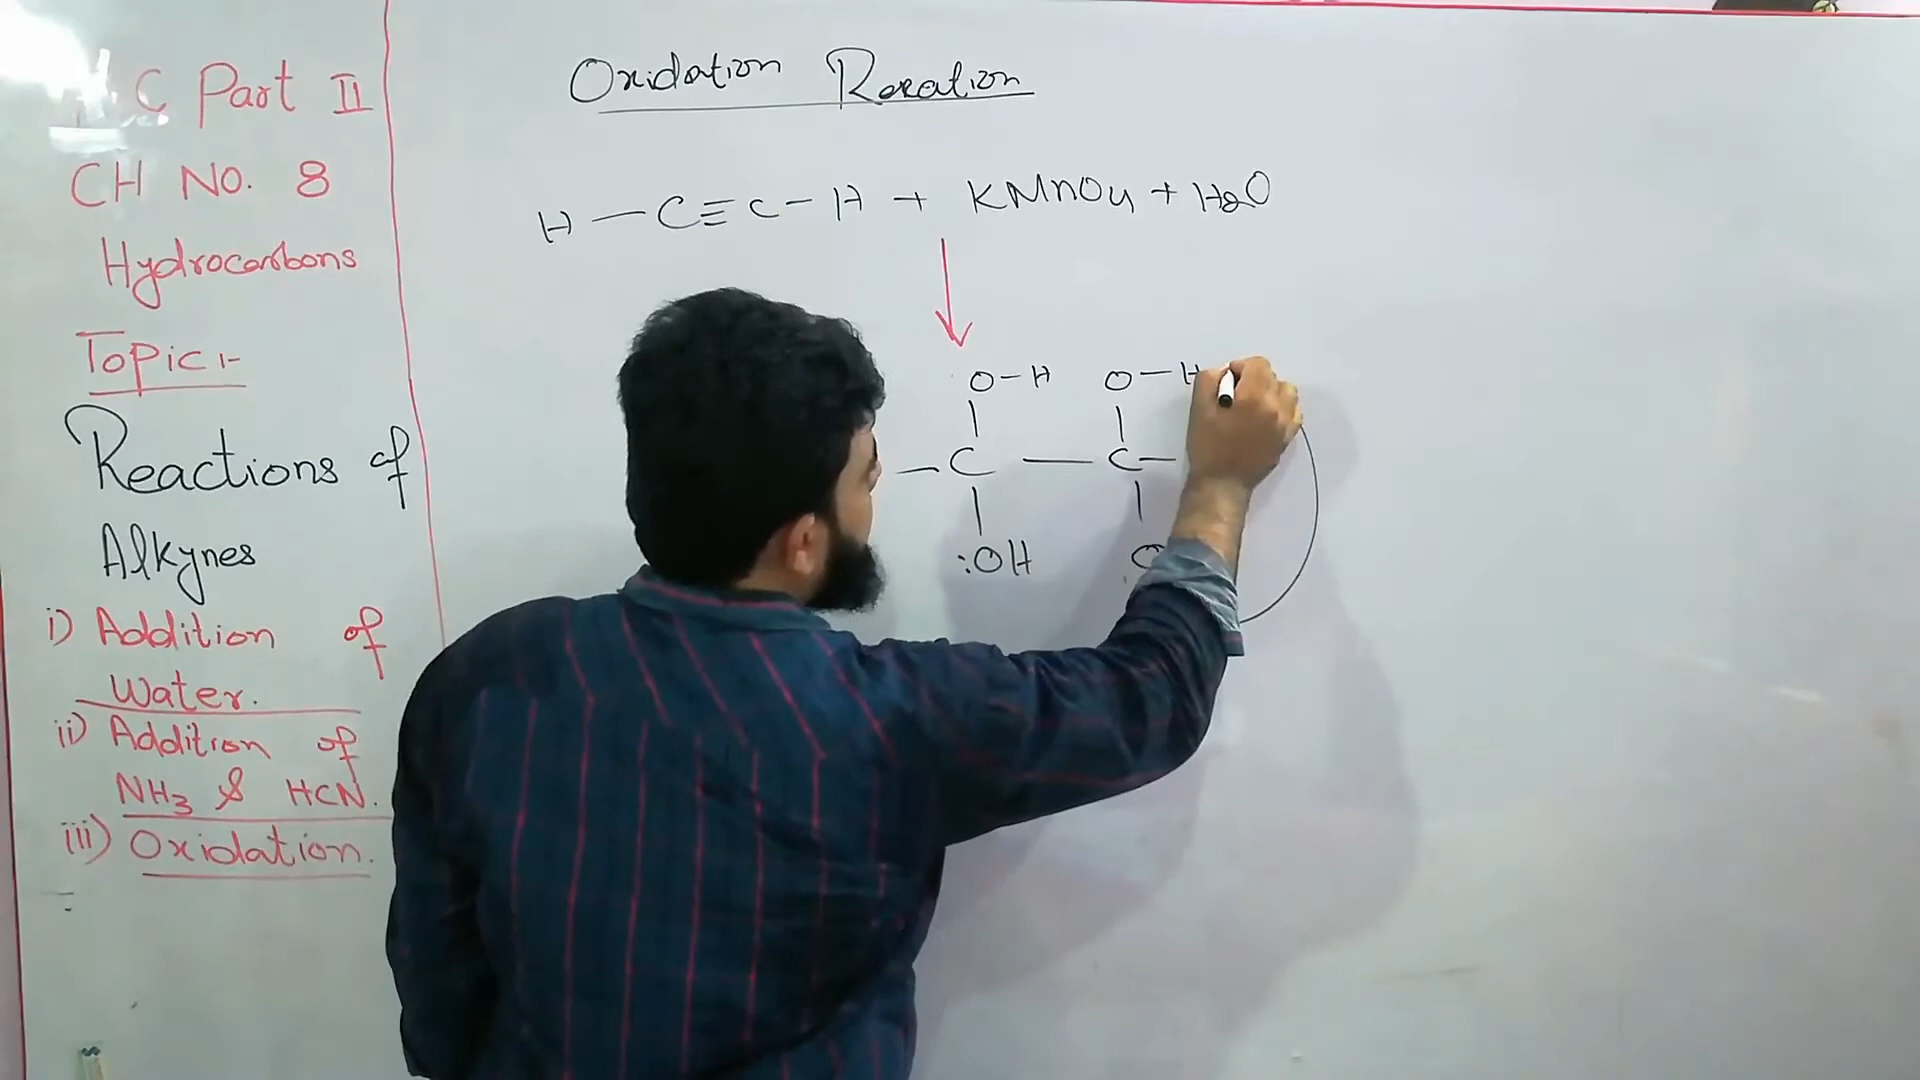 C Part II
CH NO. 8
Hydrocarbons
Topic:-
Reactions of
Alkynes
i) Addition of
Water.
ii) Addition of
NH3 & HCN.
iii) Oxidation.
Oxidation Reeation
H — C≡C-H + KMnO4 + H2O
O-H O-H
-C — C-
:OH O